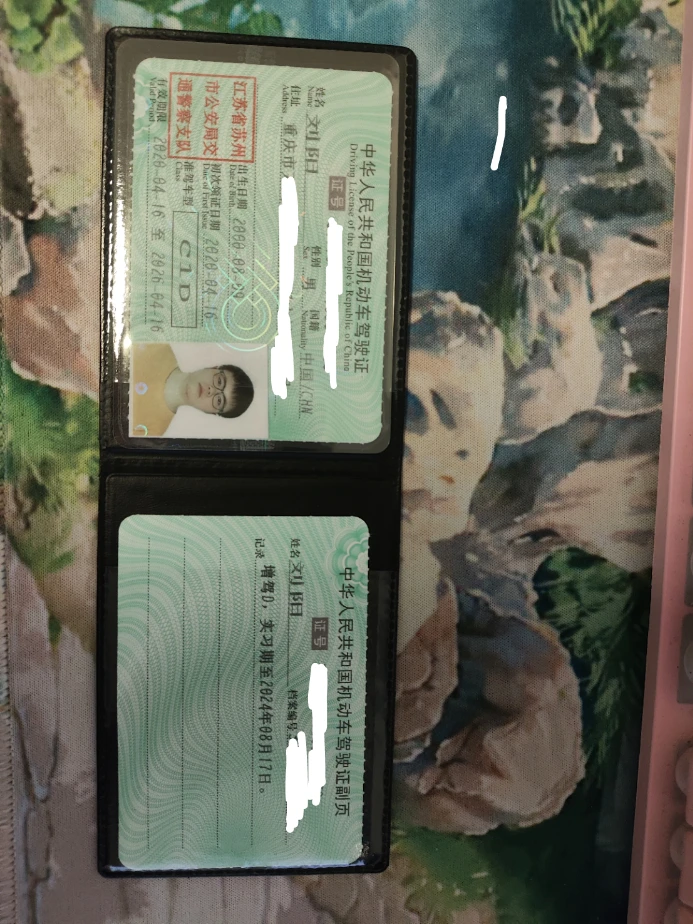 中华人民共和国机动车驾驶证
Driving License of the People's Republic of China
证号
姓名
Name
刘阳
性别
Sex
男
国籍
Nationality
中国/CHN
住址
Address
重庆市
江苏省苏州
市公安局交
通警察支队
出生日期
Date of Birth
初次领证日期
Date of First Issue
2020-04-16
准驾车型
Class
C1D
有效期限
Valid Period
2020-04-16 至 2026-04-16
中华人民共和国机动车驾驶证副页
证号
姓名
刘阳
档案编号
记录
增驾D，实习期至2024年08月17日。